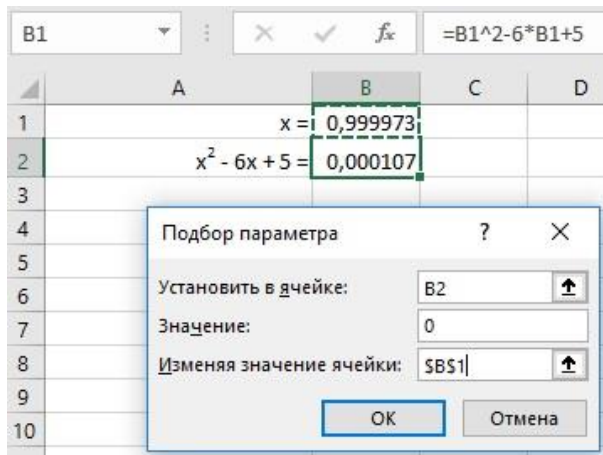 B1 fx =B1^2-6*B1+5
A B C D
1 x = 0,999973
2 x² - 6x + 5 = 0,000107
3
4
5
6
7
8
9
10
Подбор параметра ? ×
Установить в ячейке: B2
Значение: 0
Изменяя значение ячейки: $B$1
ОК Отмена